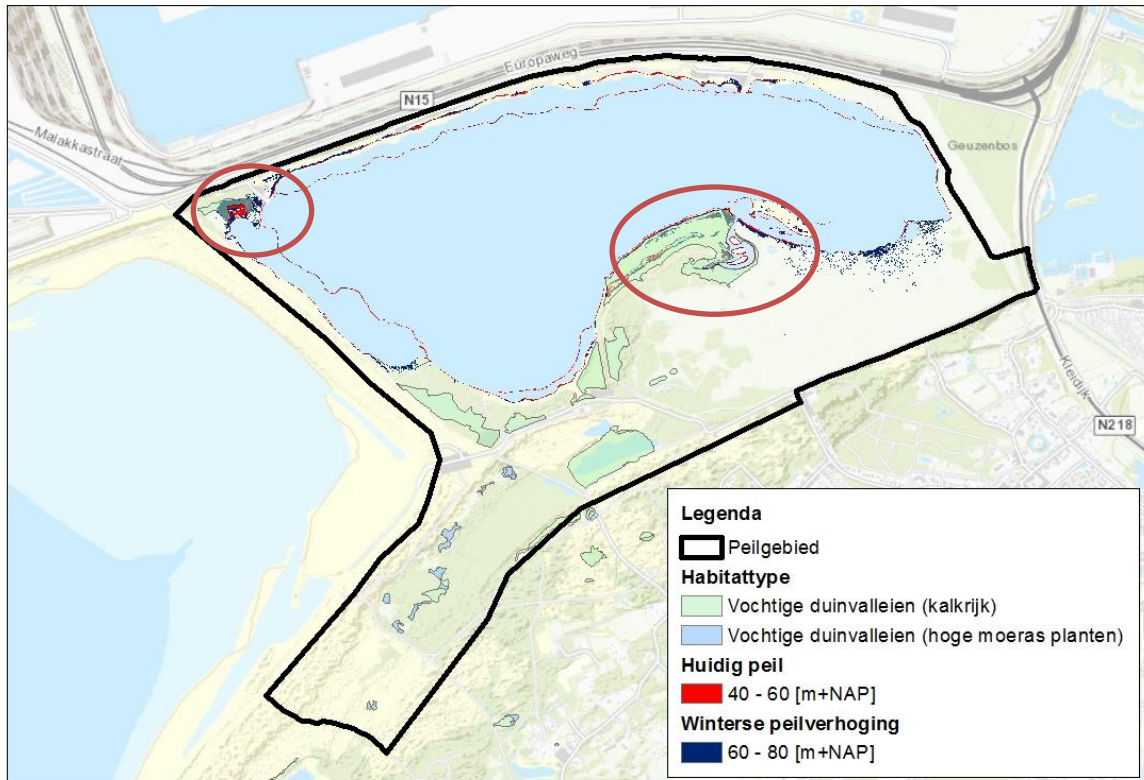 Europaweg
N15
Malakkastraat
Geuzenbos
Kleidijk
N218
Legenda
Peilgebied
Habitattype
Vochtige duinvalleien (kalkrijk)
Vochtige duinvalleien (hoge moeras planten)
Huidig peil
40 - 60 [m+NAP]
Winterse peilverhoging
60 - 80 [m+NAP]